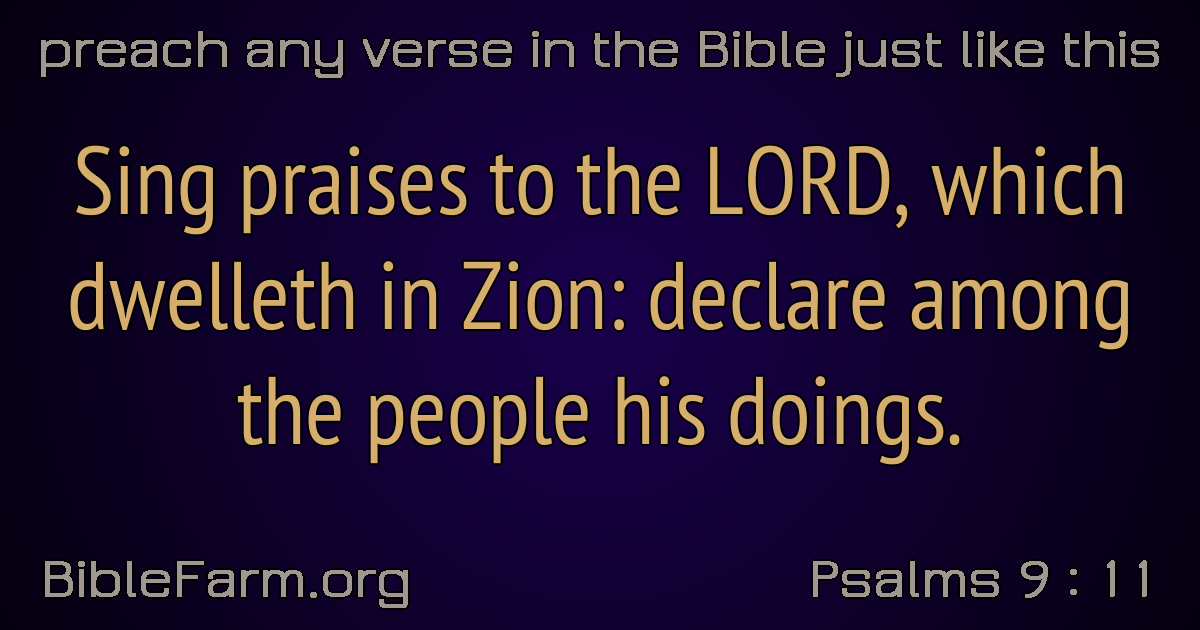 preach any verse in the Bible just like this
Sing praises to the LORD, which
dwelleth in Zion: declare among
the people his doings.
BibleFarm.org
Psalms 9 : 11